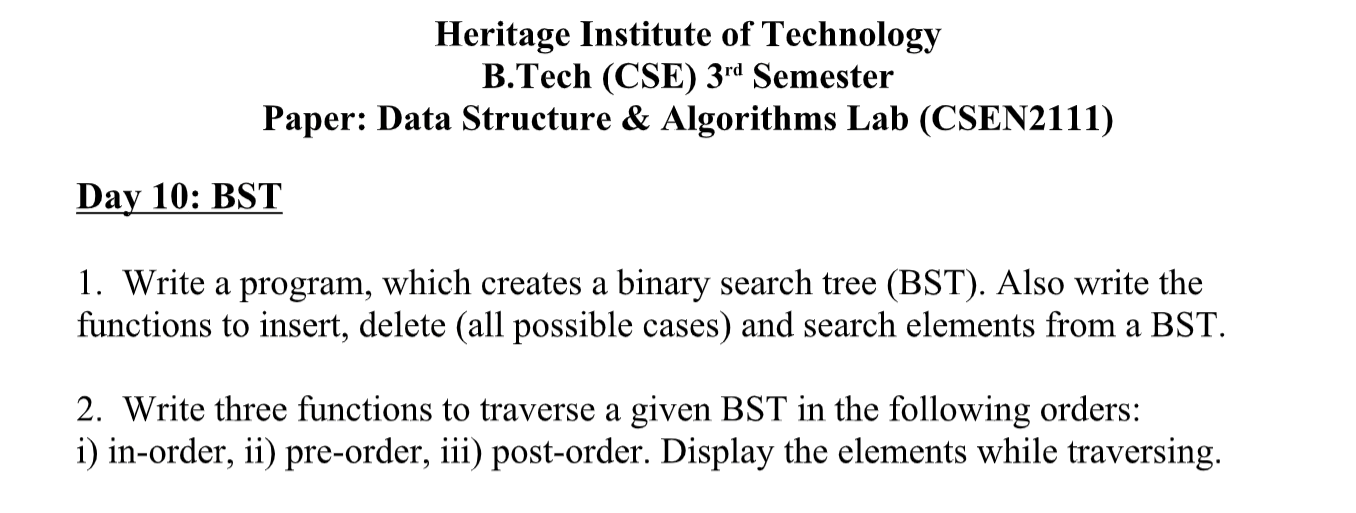 Heritage Institute of Technology
B.Tech (CSE) 3rd Semester
Paper: Data Structure & Algorithms Lab (CSEN2111)
Day 10: BST
1. Write a program, which creates a binary search tree (BST). Also write the
functions to insert, delete (all possible cases) and search elements from a BST.
2. Write three functions to traverse a given BST in the following orders:
i) in-order, ii) pre-order, iii) post-order. Display the elements while traversing.